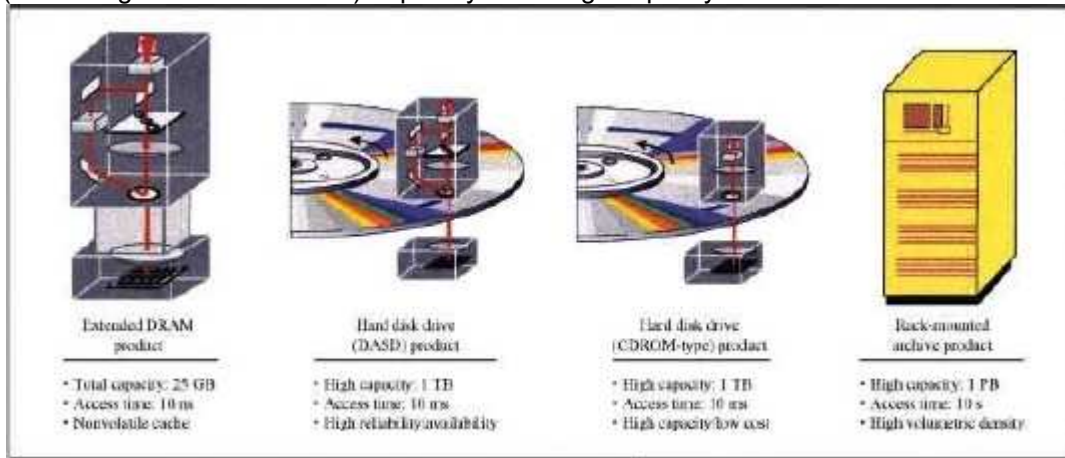 Extended DRAM
product
• Total capacity: 25 GB
• Access time: 10 ns
• Nonvolatile cache
Hard disk drive
(DASD) product
• High capacity: 1 TB
• Access time: 10 ms
• High reliability/availability
Hard disk drive
(CDROM-type) product
• High capacity: 1 TB
• Access time: 10 ms
• High capacity/low cost
Rack-mounted
archive product
• High capacity: 1 PB
• Access time: 10 s
• High volumetric density